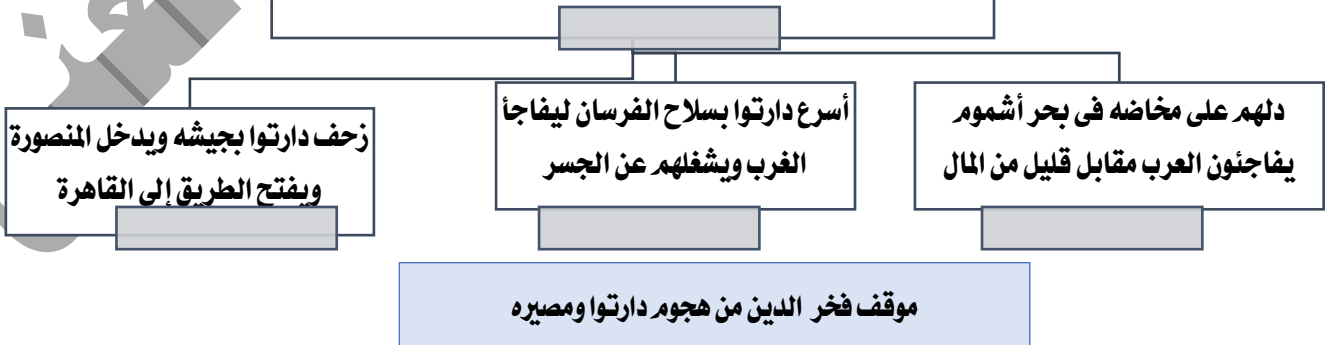 دلهم على مخاضه فى بحر أشموم
يفاجئون العرب مقابل قليل من المال
أسرع دارتوا بسلاح الفرسان ليفاجأ
الغرب ويشغلهم عن الجسر
زحف دارتوا بجيشه ويدخل المنصورة
ويفتح الطريق إلى القاهرة
موقف فخر الدين من هجوم دارتوا ومصيره